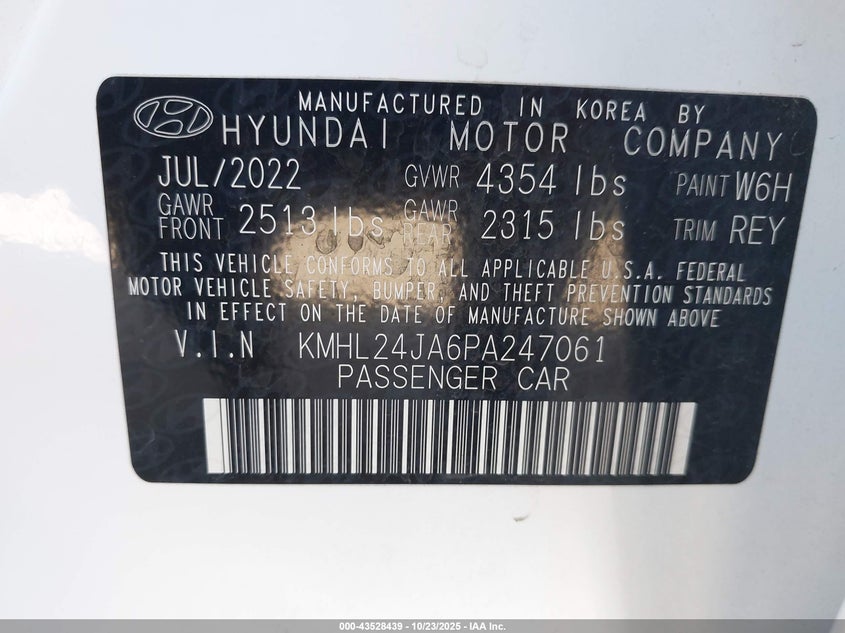 MANUFACTURED IN KOREA BY
HYUNDAI MOTOR COMPANY
JUL/2022 GVWR 4354 lbs PAINT W6H
GAWR FRONT 2513 lbs GAWR REAR 2315 lbs TRIM REY
THIS VEHICLE CONFORMS TO ALL APPLICABLE U.S.A. FEDERAL
MOTOR VEHICLE SAFETY, BUMPER, AND THEFT PREVENTION STANDARDS
IN EFFECT ON THE DATE OF MANUFACTURE SHOWN ABOVE
V.I.N KMHL24JA6PA247061
PASSENGER CAR
000-43528439 - 10/23/2025 - IAA Inc.